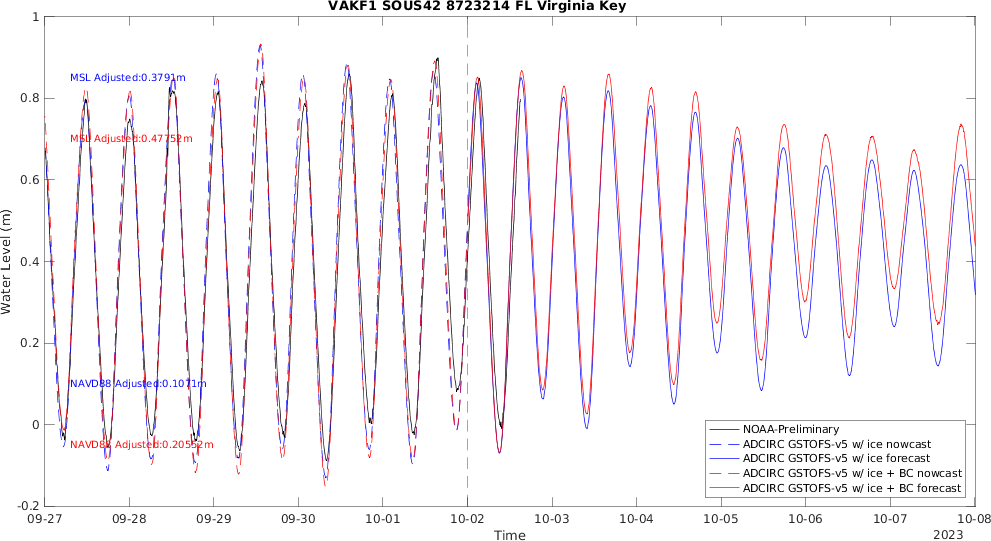 VAKF1 SOUS42 8723214 FL Virginia Key
1
0.8
0.6
0.4
0.2
0
-0.2
Water Level (m)
MSL Adjusted:0.3791m
MSL Adjusted:0.47752m
NAVD88 Adjusted:0.1071m
NAVD88 Adjusted:0.20552m
NOAA-Preliminary
ADCIRC GSTOFS-v5 w/ ice nowcast
ADCIRC GSTOFS-v5 w/ ice forecast
ADCIRC GSTOFS-v5 w/ ice + BC nowcast
ADCIRC GSTOFS-v5 w/ ice + BC forecast
09-27 09-28 09-29 09-30 10-01 10-02 10-03 10-04 10-05 10-06 10-07 10-08
Time
2023